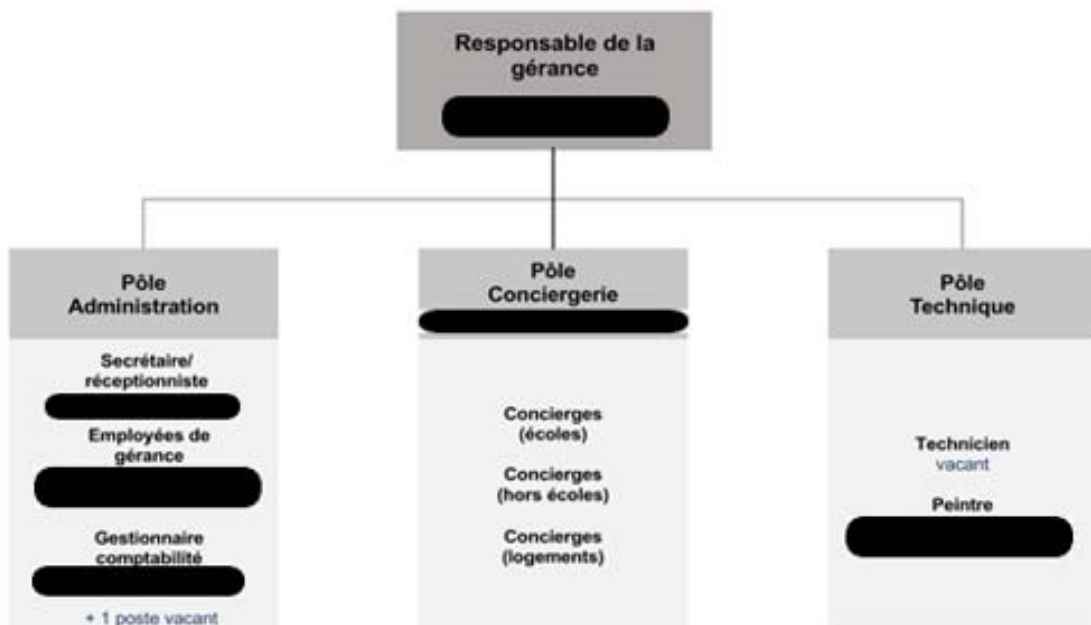 Responsable de la
gérance
Pôle
Administration
Secrétaire/
réceptionniste
Employées de
gérance
Gestionnaire
comptabilité
+ 1 poste vacant
Pôle
Conciergerie
Concierges
(écoles)
Concierges
(hors écoles)
Concierges
(logements)
Pôle
Technique
Technicien
vacant
Peintre